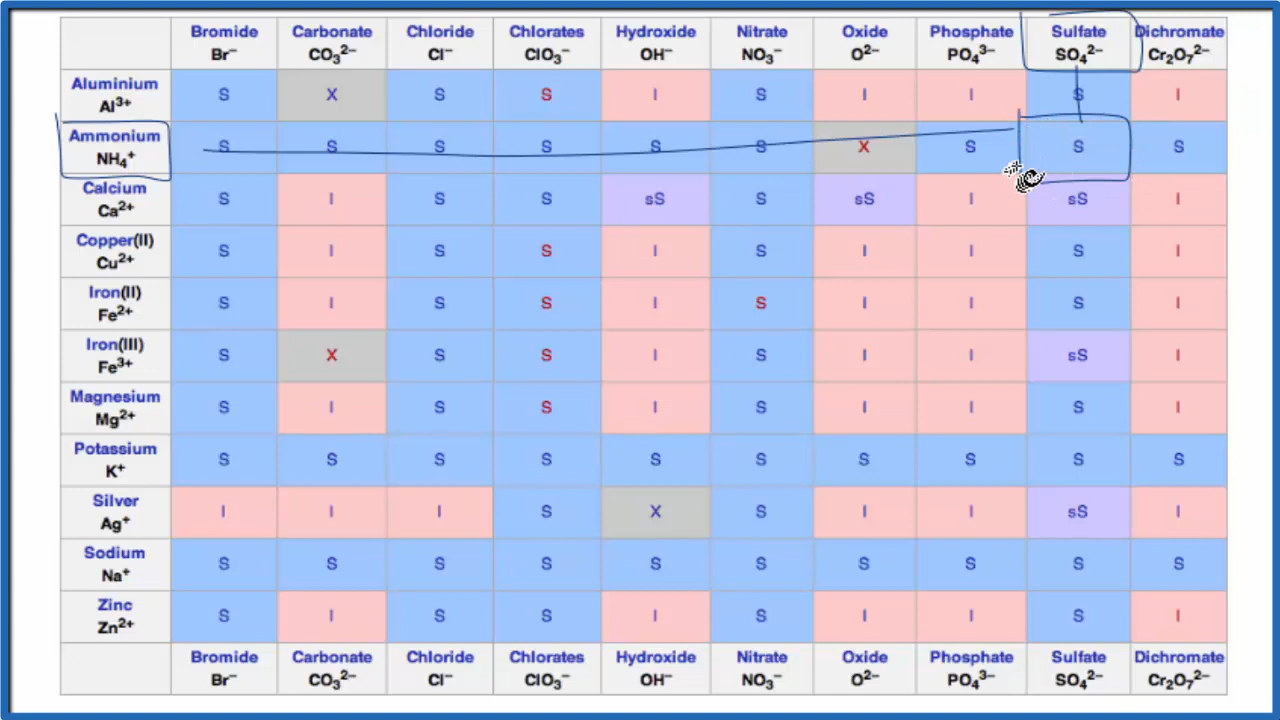 Bromide Carbonate Chloride Chlorates Hydroxide Nitrate Oxide Phosphate Sulfate Dichromate
Br⁻ CO₃²⁻ Cl⁻ ClO₃⁻ OH⁻ NO₃⁻ O²⁻ PO₄³⁻ SO₄²⁻ Cr₂O₇²⁻
Aluminium
Al³⁺ S X S S I S I I S I
Ammonium
NH₄⁺ S S S S S S X S S S
Calcium
Ca²⁺ S I S S sS S sS I sS I
Copper(II)
Cu²⁺ S I S S I S I I S I
Iron(II)
Fe²⁺ S I S S I S I I S I
Iron(III)
Fe³⁺ S X S S I S I I sS I
Magnesium
Mg²⁺ S I S S I S I I S I
Potassium
K⁺ S S S S S S S S S S
Silver
Ag⁺ I I I S X S I I sS I
Sodium
Na⁺ S S S S S S S S S S
Zinc
Zn²⁺ S I S S I S I I S I
Bromide Carbonate Chloride Chlorates Hydroxide Nitrate Oxide Phosphate Sulfate Dichromate
Br⁻ CO₃²⁻ Cl⁻ ClO₃⁻ OH⁻ NO₃⁻ O²⁻ PO₄³⁻ SO₄²⁻ Cr₂O₇²⁻